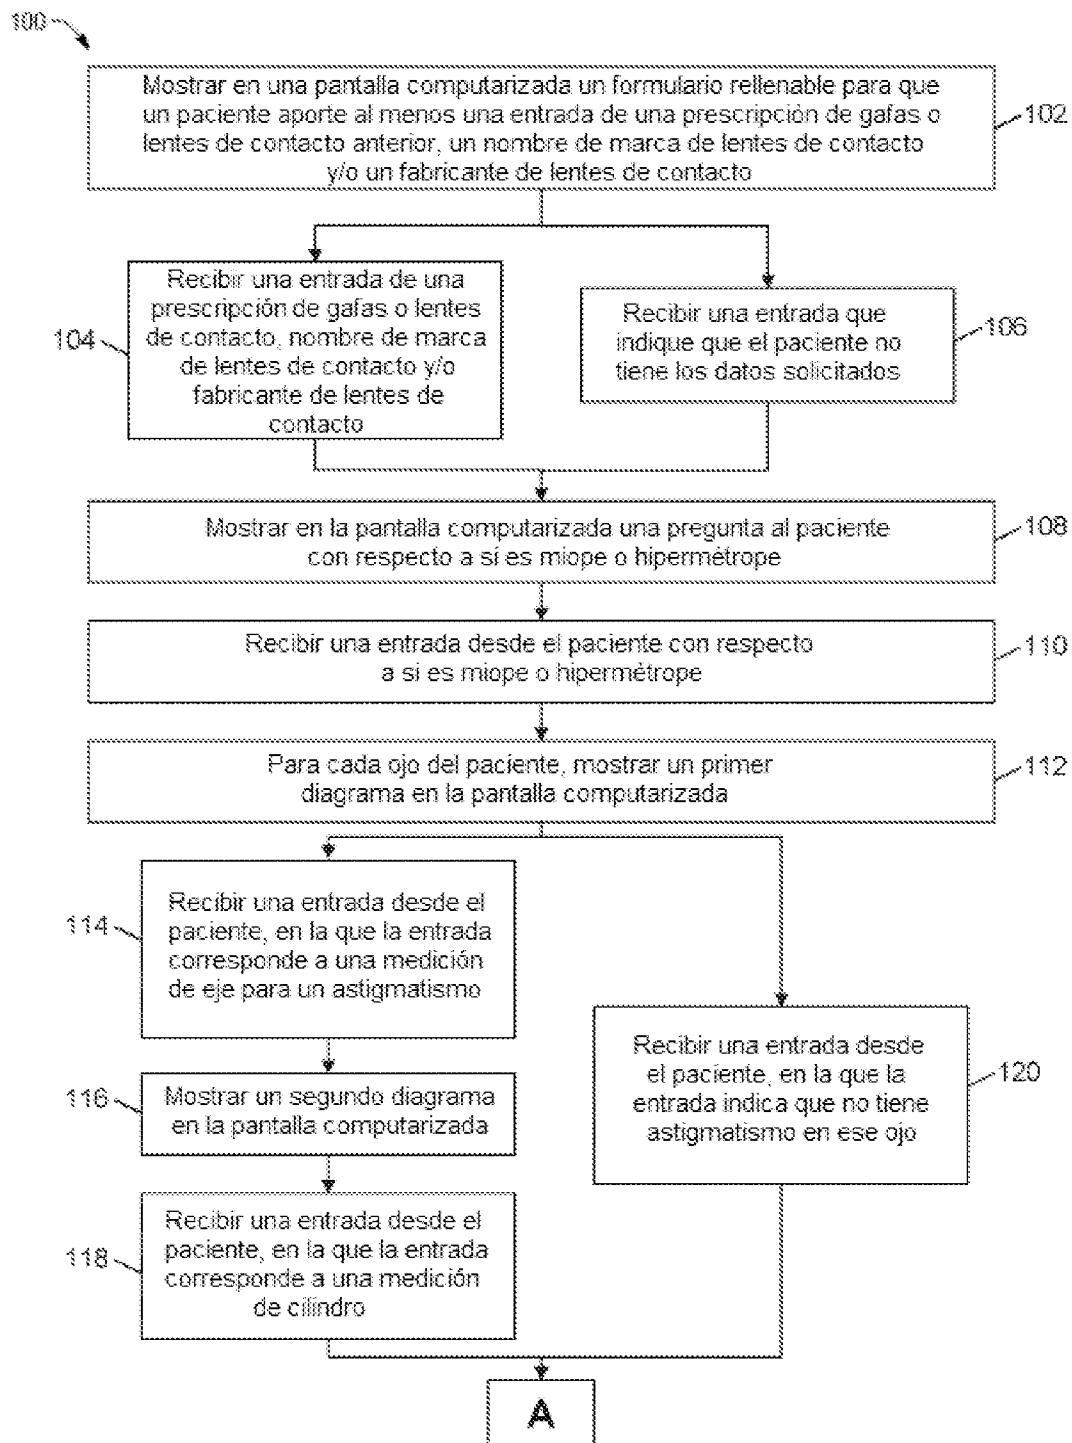 100
Mostrar en una pantalla computarizada un formulario rellenable para que
un paciente aporte al menos una entrada de una prescripción de gafas o
lentes de contacto anterior, un nombre de marca de lentes de contacto
y/o un fabricante de lentes de contacto
102
Recibir una entrada de una
prescripción de gafas o lentes
de contacto, nombre de marca
de lentes de contacto y/o
fabricante de lentes de
contacto
104
Recibir una entrada que
indique que el paciente no
tiene los datos solicitados
106
Mostrar en la pantalla computarizada una pregunta al paciente
con respecto a si es miope o hipermétrope
108
Recibir una entrada desde el paciente con respecto
a si es miope o hipermétrope
110
Para cada ojo del paciente, mostrar un primer
diagrama en la pantalla computarizada
112
Recibir una entrada desde el
paciente, en la que la entrada
corresponde a una medición
de eje para un astigmatismo
114
Mostrar un segundo diagrama
en la pantalla computarizada
116
Recibir una entrada desde el
paciente, en la que la entrada
corresponde a una medición
de cilindro
118
Recibir una entrada desde
el paciente, en la que la
entrada indica que no tiene
astigmatismo en ese ojo
120
A